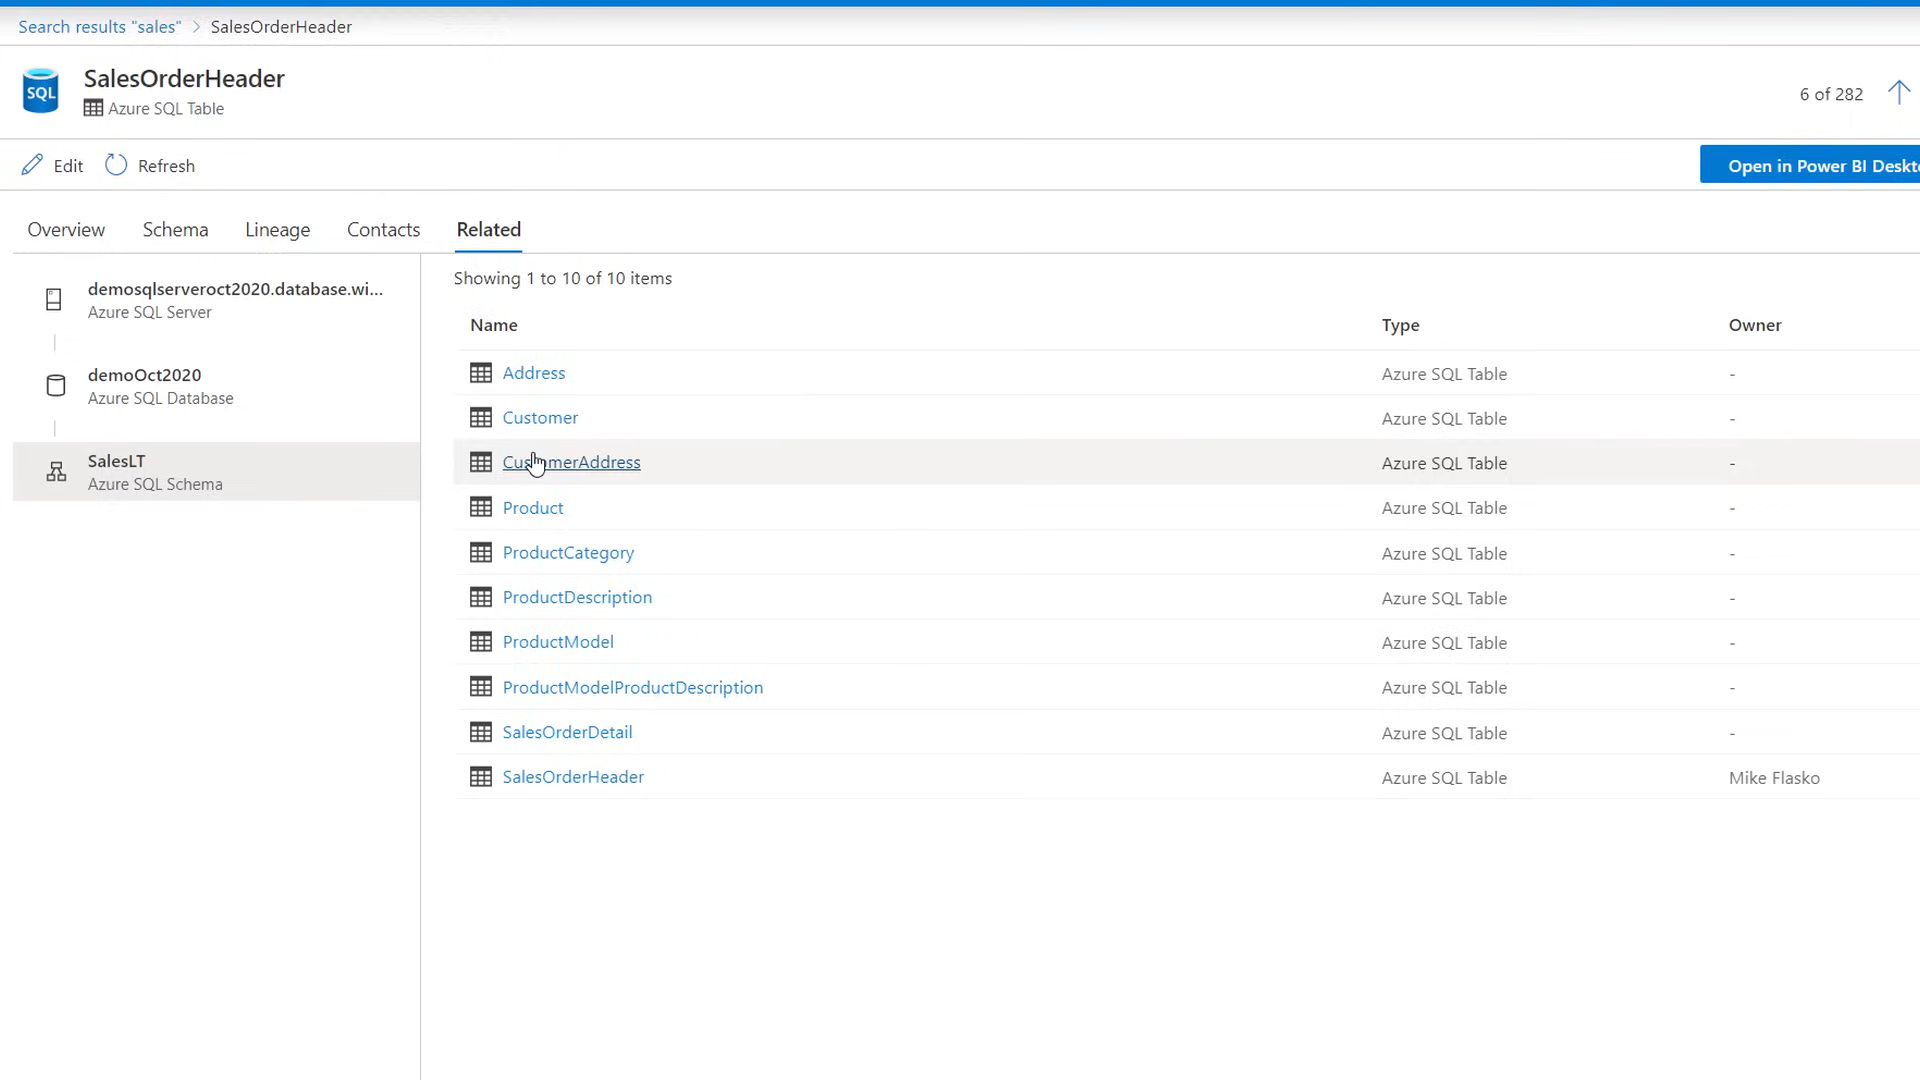 Search results "sales" > SalesOrderHeader
SQL
SalesOrderHeader
Azure SQL Table
6 of 282
Edit Refresh
Open in Power BI Deskt
Overview Schema Lineage Contacts Related
demosqlserveroct2020.database.wi...
Azure SQL Server
demoOct2020
Azure SQL Database
SalesLT
Azure SQL Schema
Showing 1 to 10 of 10 items
Name Type Owner
Address Azure SQL Table -
Customer Azure SQL Table -
CustomerAddress Azure SQL Table -
Product Azure SQL Table -
ProductCategory Azure SQL Table -
ProductDescription Azure SQL Table -
ProductModel Azure SQL Table -
ProductModelProductDescription Azure SQL Table -
SalesOrderDetail Azure SQL Table -
SalesOrderHeader Azure SQL Table Mike Flasko